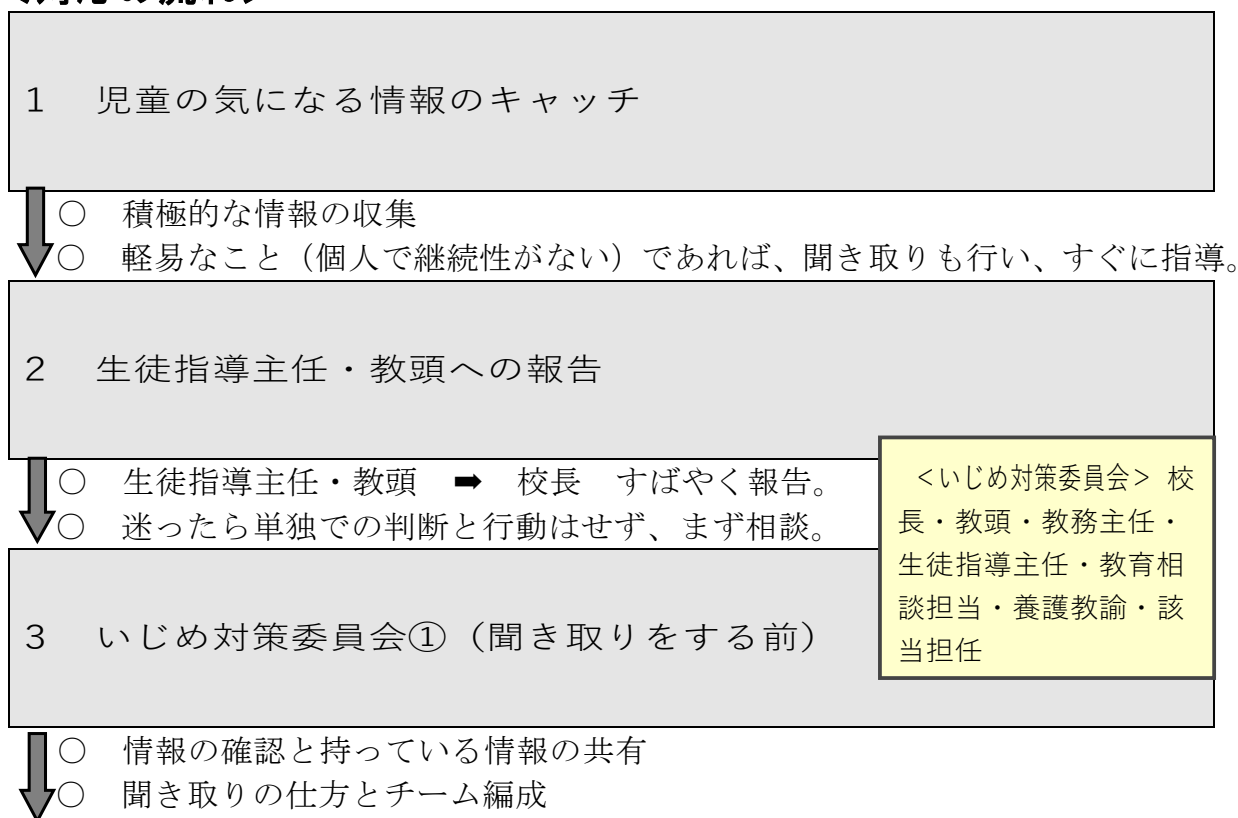 1　児童の気になる情報のキャッチ
○　積極的な情報の収集
○　軽易なこと（個人で継続性がない）であれば、聞き取りも行い、すぐに指導。
2　生徒指導主任・教頭への報告
○　生徒指導主任・教頭　➡　校長　すばやく報告。
○　迷ったら単独での判断と行動はせず、まず相談。
＜いじめ対策委員会＞ 校
長・教頭・教務主任・
生徒指導主任・教育相
談担当・養護教諭・該
当担任
3　いじめ対策委員会①（聞き取りをする前）
○　情報の確認と持っている情報の共有
○　聞き取りの仕方とチーム編成